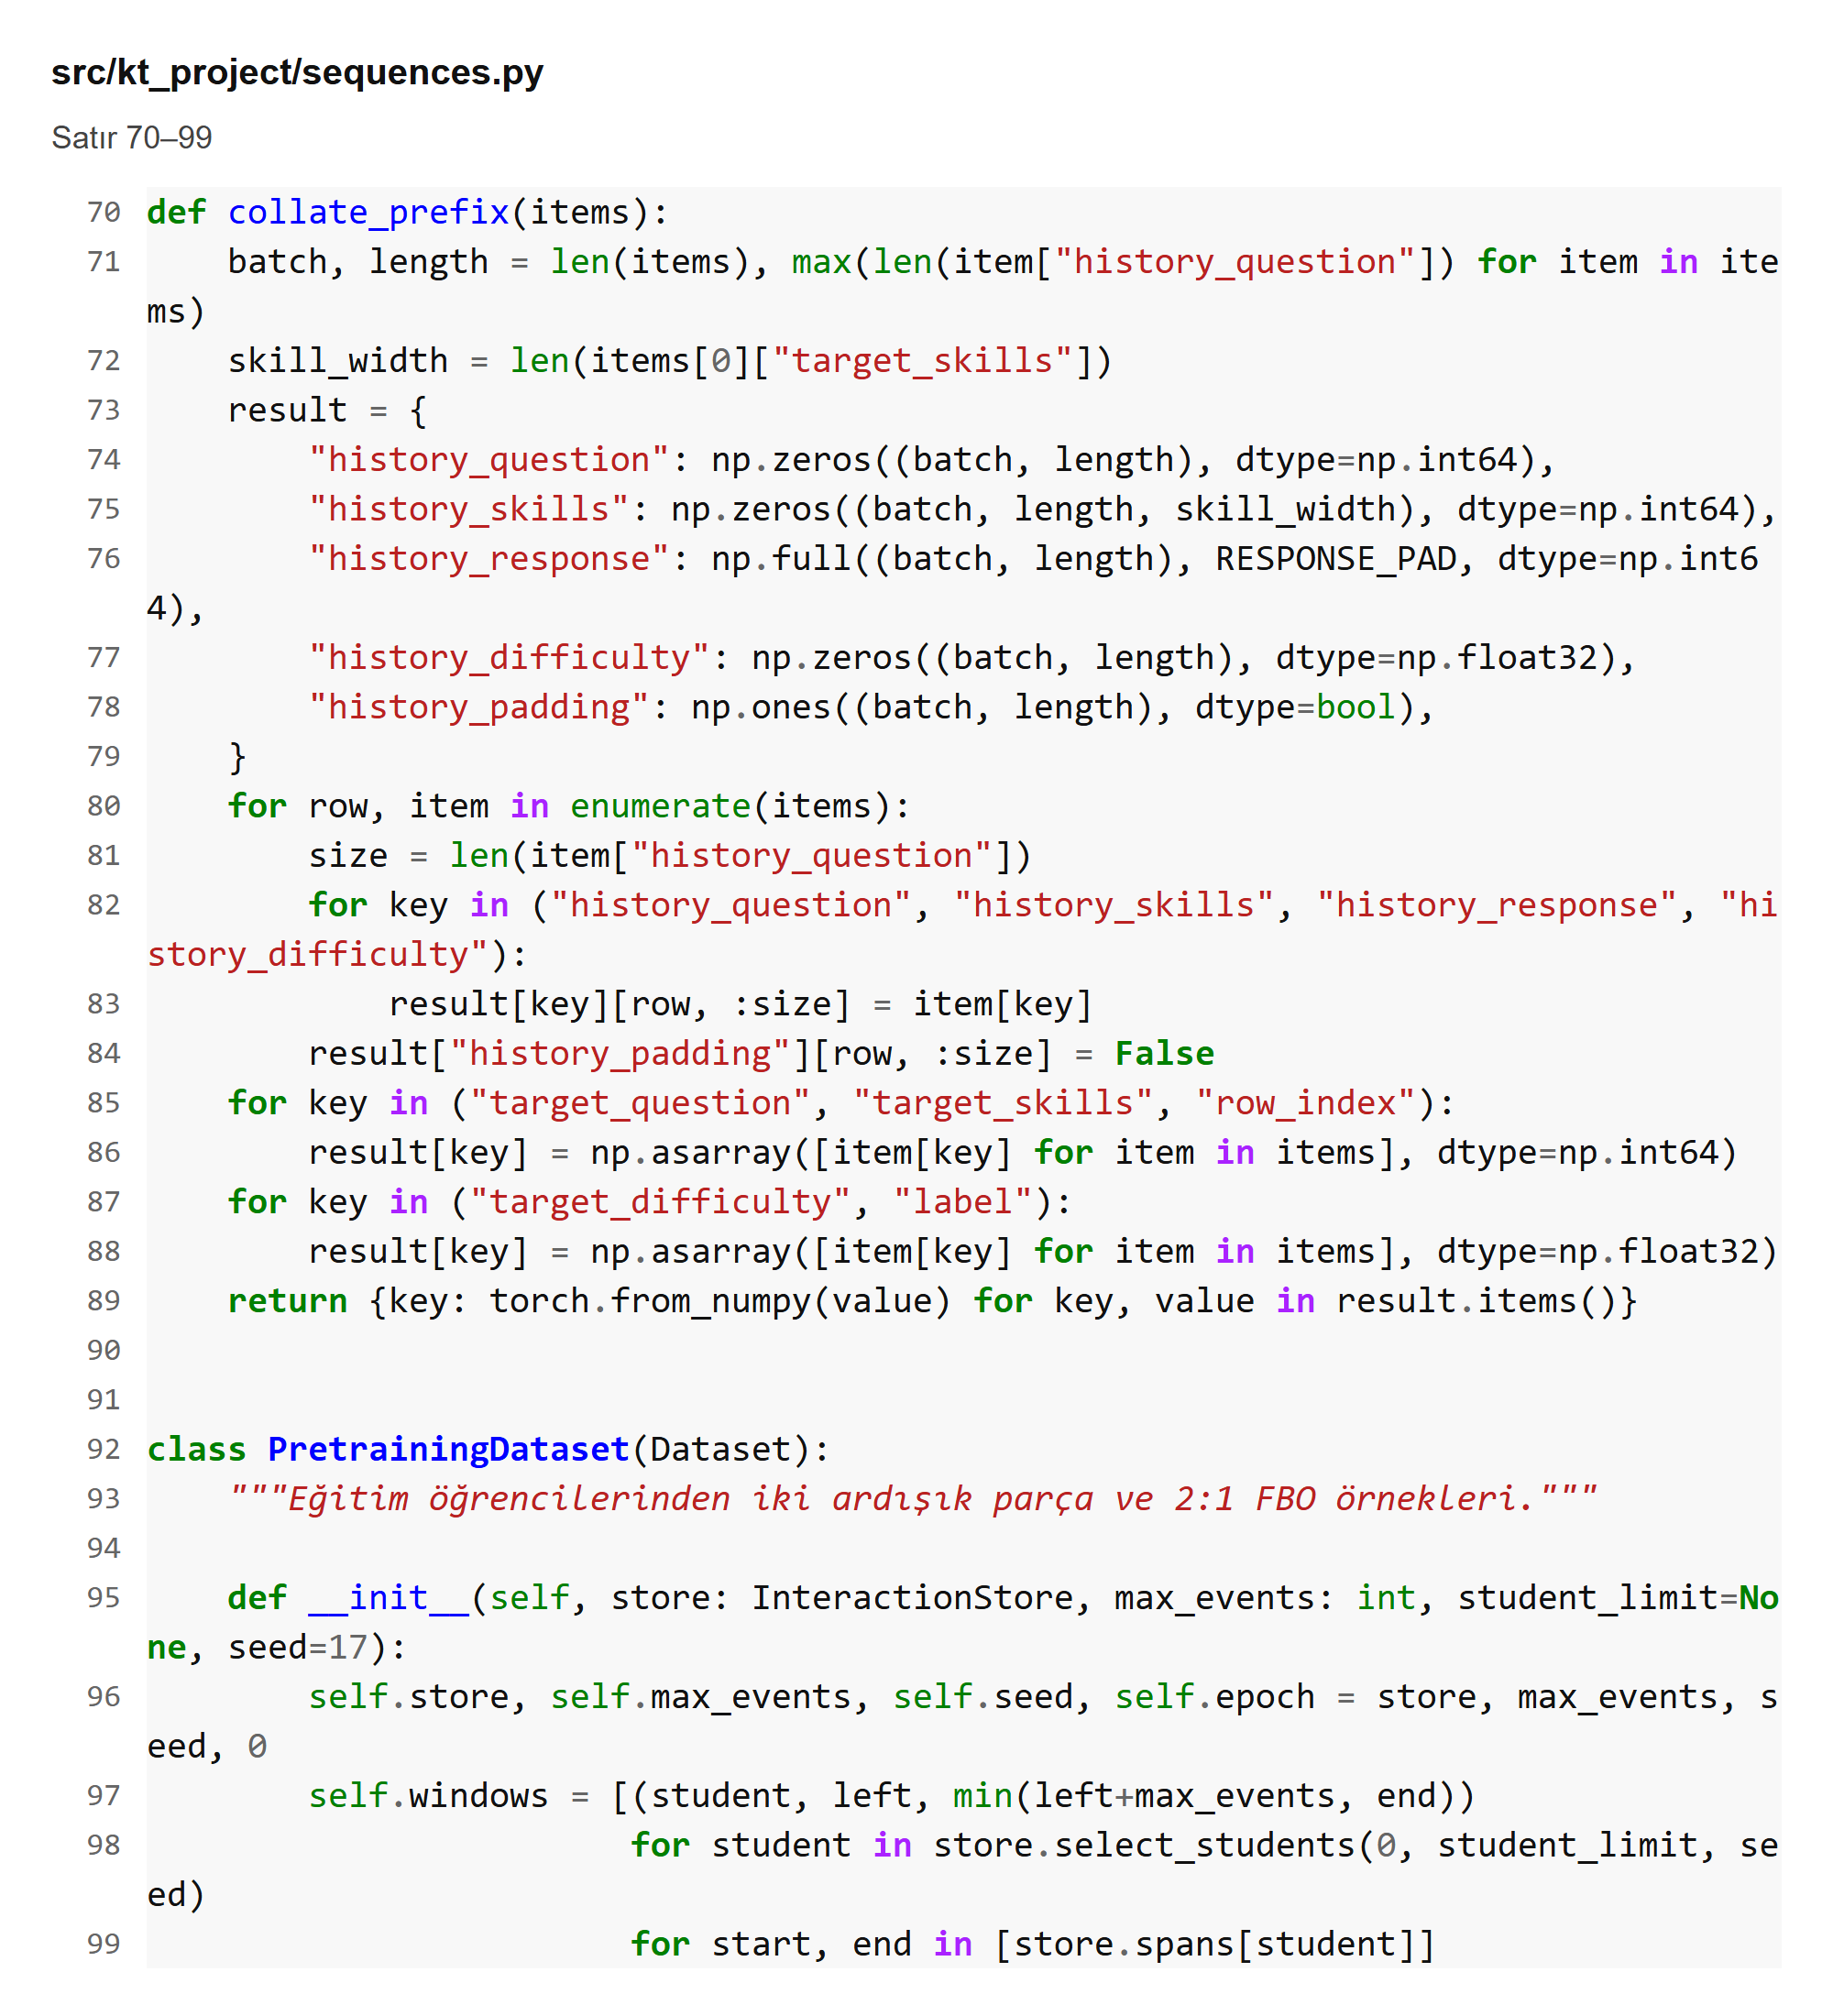 src/kt_project/sequences.py
Satır 70–99
70 def collate_prefix(items):
71     batch, length = len(items), max(len(item["history_question"]) for item in ite
ms)
72     skill_width = len(items[0]["target_skills"])
73     result = {
74         "history_question": np.zeros((batch, length), dtype=np.int64),
75         "history_skills": np.zeros((batch, length, skill_width), dtype=np.int64),
76         "history_response": np.full((batch, length), RESPONSE_PAD, dtype=np.int6
4),
77         "history_difficulty": np.zeros((batch, length), dtype=np.float32),
78         "history_padding": np.ones((batch, length), dtype=bool),
79     }
80     for row, item in enumerate(items):
81         size = len(item["history_question"])
82         for key in ("history_question", "history_skills", "history_response", "hi
story_difficulty"):
83             result[key][row, :size] = item[key]
84         result["history_padding"][row, :size] = False
85     for key in ("target_question", "target_skills", "row_index"):
86         result[key] = np.asarray([item[key] for item in items], dtype=np.int64)
87     for key in ("target_difficulty", "label"):
88         result[key] = np.asarray([item[key] for item in items], dtype=np.float32)
89     return {key: torch.from_numpy(value) for key, value in result.items()}
90
91
92 class PretrainingDataset(Dataset):
93     """Eğitim öğrencilerinden iki ardışık parça ve 2:1 FBO örnekleri."""
94
95     def __init__(self, store: InteractionStore, max_events: int, student_limit=No
ne, seed=17):
96         self.store, self.max_events, self.seed, self.epoch = store, max_events, s
eed, 0
97         self.windows = [(student, left, min(left+max_events, end))
98                         for student in store.select_students(0, student_limit, se
ed)
99                         for start, end in [store.spans[student]]